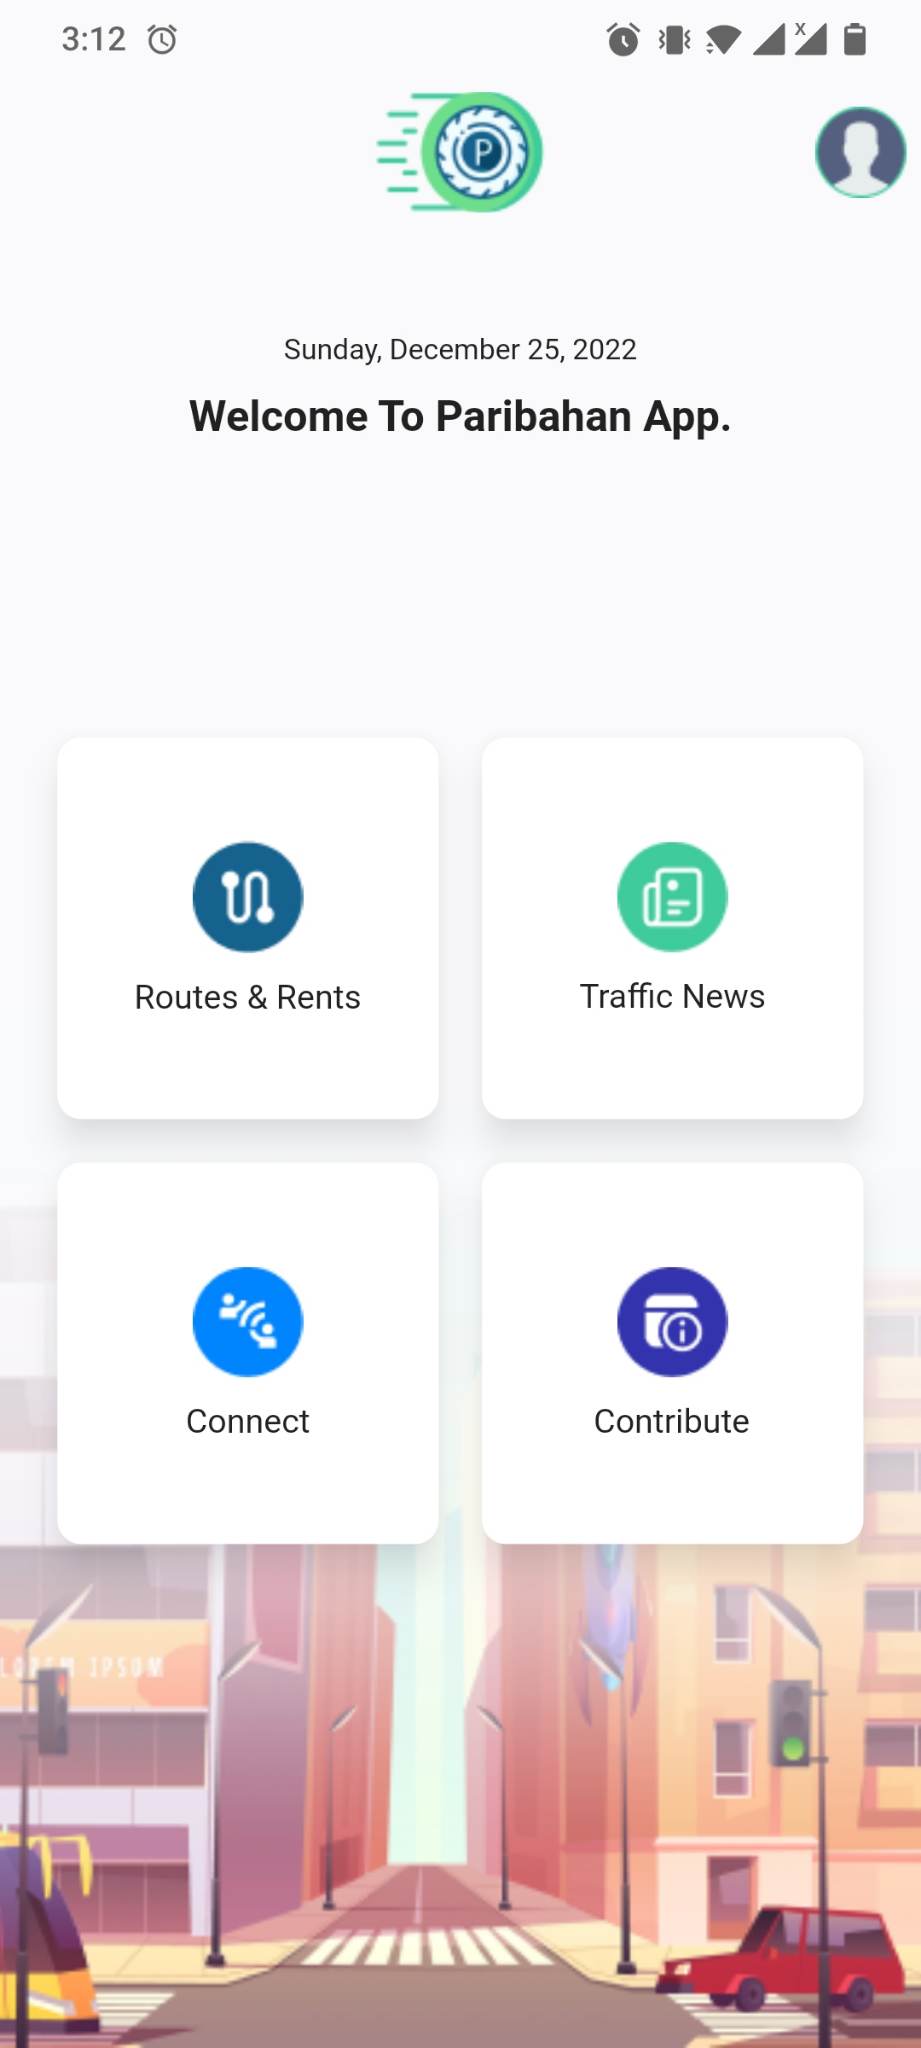 3:12
X
P
Sunday, December 25, 2022
Welcome To Paribahan App.
Routes & Rents
Traffic News
Connect
Contribute
LOREM IPSUM